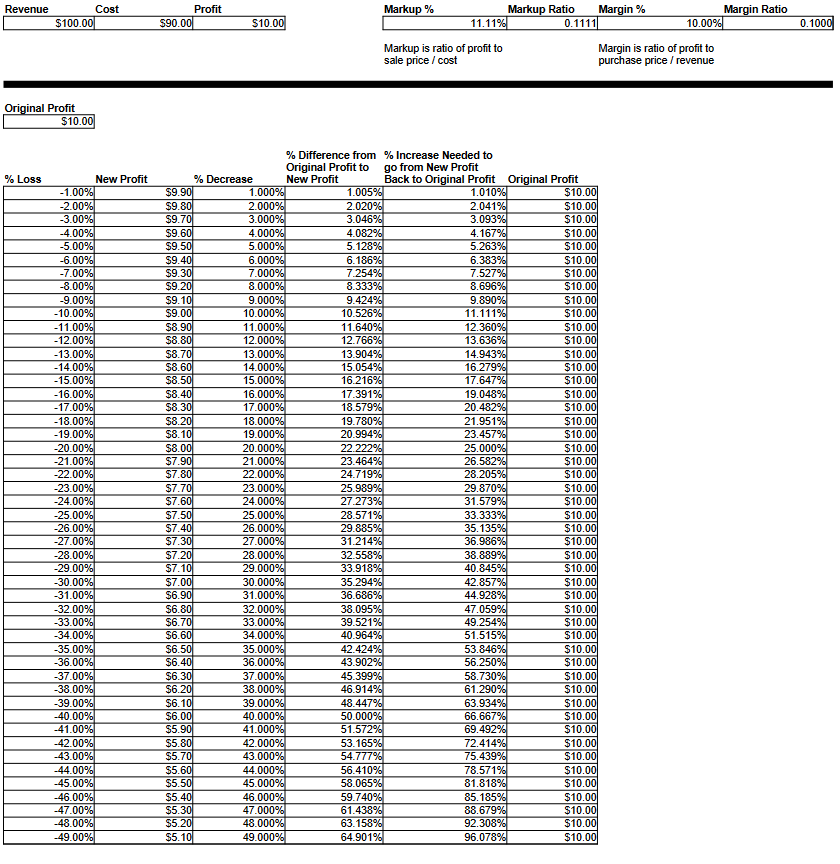 Revenue Cost Profit Markup % Markup Ratio Margin % Margin Ratio
$100.00 $90.00 $10.00 11.11% 0.1111 10.00% 0.1000
Markup is ratio of profit to Margin is ratio of profit to
sale price / cost purchase price / revenue
Original Profit
$10.00
% Difference from % Increase Needed to
Original Profit to go from New Profit
% Loss New Profit % Decrease New Profit Back to Original Profit Original Profit
-1.00% $9.90 1.000% 1.005% 1.010% $10.00
-2.00% $9.80 2.000% 2.020% 2.041% $10.00
-3.00% $9.70 3.000% 3.046% 3.093% $10.00
-4.00% $9.60 4.000% 4.082% 4.167% $10.00
-5.00% $9.50 5.000% 5.128% 5.263% $10.00
-6.00% $9.40 6.000% 6.186% 6.383% $10.00
-7.00% $9.30 7.000% 7.254% 7.527% $10.00
-8.00% $9.20 8.000% 8.333% 8.696% $10.00
-9.00% $9.10 9.000% 9.424% 9.890% $10.00
-10.00% $9.00 10.000% 10.526% 11.111% $10.00
-11.00% $8.90 11.000% 11.640% 12.360% $10.00
-12.00% $8.80 12.000% 12.766% 13.636% $10.00
-13.00% $8.70 13.000% 13.904% 14.943% $10.00
-14.00% $8.60 14.000% 15.054% 16.279% $10.00
-15.00% $8.50 15.000% 16.216% 17.647% $10.00
-16.00% $8.40 16.000% 17.391% 19.048% $10.00
-17.00% $8.30 17.000% 18.579% 20.482% $10.00
-18.00% $8.20 18.000% 19.780% 21.951% $10.00
-19.00% $8.10 19.000% 20.994% 23.457% $10.00
-20.00% $8.00 20.000% 22.222% 25.000% $10.00
-21.00% $7.90 21.000% 23.464% 26.582% $10.00
-22.00% $7.80 22.000% 24.719% 28.205% $10.00
-23.00% $7.70 23.000% 25.989% 29.870% $10.00
-24.00% $7.60 24.000% 27.273% 31.579% $10.00
-25.00% $7.50 25.000% 28.571% 33.333% $10.00
-26.00% $7.40 26.000% 29.885% 35.135% $10.00
-27.00% $7.30 27.000% 31.214% 36.986% $10.00
-28.00% $7.20 28.000% 32.558% 38.889% $10.00
-29.00% $7.10 29.000% 33.918% 40.845% $10.00
-30.00% $7.00 30.000% 35.294% 42.857% $10.00
-31.00% $6.90 31.000% 36.686% 44.928% $10.00
-32.00% $6.80 32.000% 38.095% 47.059% $10.00
-33.00% $6.70 33.000% 39.521% 49.254% $10.00
-34.00% $6.60 34.000% 40.964% 51.515% $10.00
-35.00% $6.50 35.000% 42.424% 53.846% $10.00
-36.00% $6.40 36.000% 43.902% 56.250% $10.00
-37.00% $6.30 37.000% 45.399% 58.730% $10.00
-38.00% $6.20 38.000% 46.914% 61.290% $10.00
-39.00% $6.10 39.000% 48.447% 63.934% $10.00
-40.00% $6.00 40.000% 50.000% 66.667% $10.00
-41.00% $5.90 41.000% 51.572% 69.492% $10.00
-42.00% $5.80 42.000% 53.165% 72.414% $10.00
-43.00% $5.70 43.000% 54.777% 75.439% $10.00
-44.00% $5.60 44.000% 56.410% 78.571% $10.00
-45.00% $5.50 45.000% 58.065% 81.818% $10.00
-46.00% $5.40 46.000% 59.740% 85.185% $10.00
-47.00% $5.30 47.000% 61.438% 88.679% $10.00
-48.00% $5.20 48.000% 63.158% 92.308% $10.00
-49.00% $5.10 49.000% 64.901% 96.078% $10.00